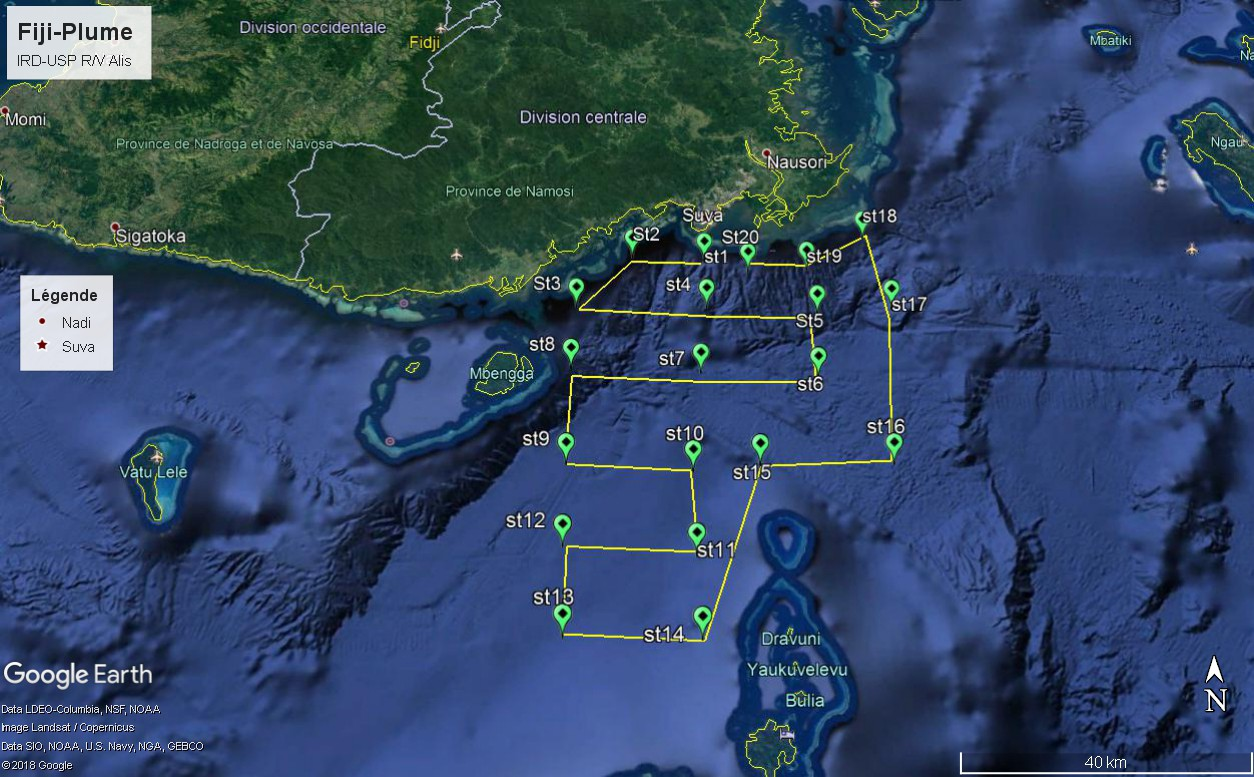 Fiji-Plume
IRD-USP R/V Alis
Division occidentale
Fidji
Mbatiki
Momi
Division centrale
Province de Nadroga et de Navosa
Nausori
Ngau
Province de Namosi
Suva
st18
Sigatoka
St2
St20
st1
st19
Légende
Nadi
Suva
St3
st4
st17
St5
st8
st7
Mbengga
st6
st9
st10
st16
Vatu Lele
st15
st12
st11
st13
st14
Dravuni
Yaukuvelevu
Bulia
Google Earth
N
Data LDEO-Columbia, NSF, NOAA
Image Landsat / Copernicus
Data SIO, NOAA, U.S. Navy, NGA, GEBCO
©2018 Google
40 km